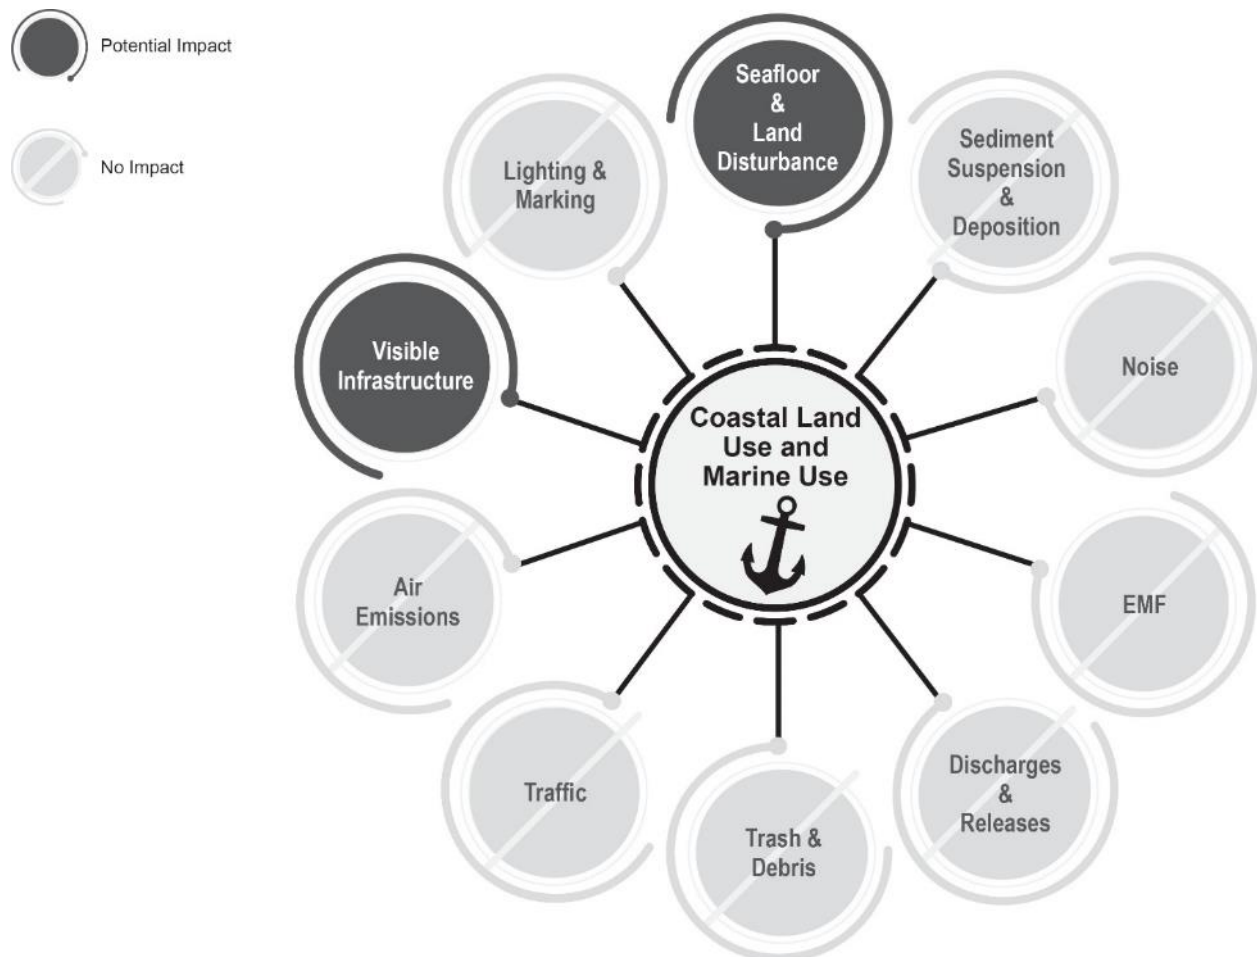 Potential Impact
No Impact
Seafloor
&
Land
Disturbance
Sediment
Suspension
&
Deposition
Noise
EMF
Discharges
&
Releases
Trash &
Debris
Traffic
Air
Emissions
Visible
Infrastructure
Lighting &
Marking
Coastal Land
Use and
Marine Use